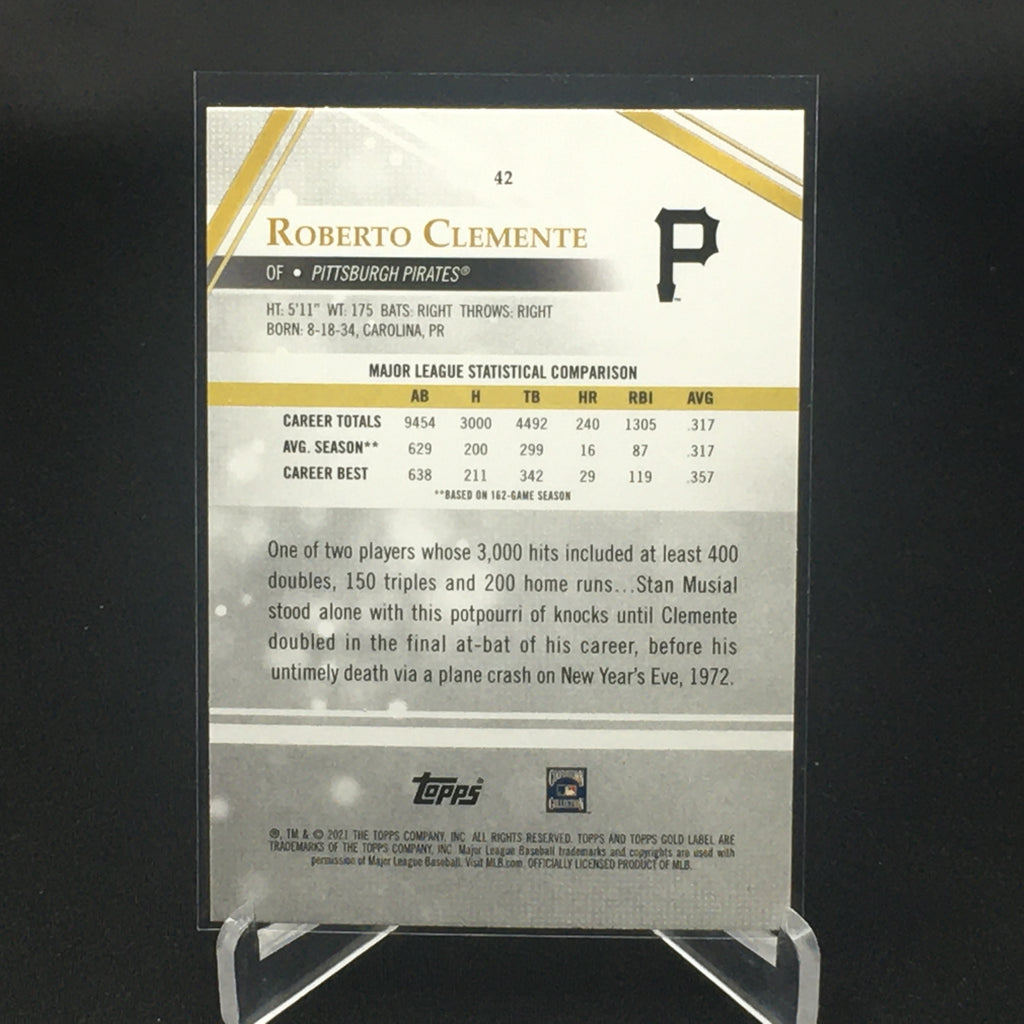 42
ROBERTO CLEMENTE
P
OF • PITTSBURGH PIRATES®
HT: 5'11" WT: 175 BATS: RIGHT THROWS: RIGHT
BORN: 8-18-34, CAROLINA, PR
MAJOR LEAGUE STATISTICAL COMPARISON
AB H TB HR RBI AVG
CAREER TOTALS 9454 3000 4492 240 1305 .317
AVG. SEASON** 629 200 299 16 87 .317
CAREER BEST 638 211 342 29 119 .357
**BASED ON 162-GAME SEASON
One of two players whose 3,000 hits included at least 400
doubles, 150 triples and 200 home runs...Stan Musial
stood alone with this potpourri of knocks until Clemente
doubled in the final at-bat of his career, before his
untimely death via a plane crash on New Year's Eve, 1972.
Topps®
COOPERSTOWN COLLECTION
®, TM & © 2021 THE TOPPS COMPANY, INC. ALL RIGHTS RESERVED. TOPPS AND TOPPS GOLD LABEL ARE
TRADEMARKS OF THE TOPPS COMPANY, INC. Major League Baseball trademarks and copyrights are used with
permission of Major League Baseball. Visit MLB.com. OFFICIALLY LICENSED PRODUCT OF MLB.